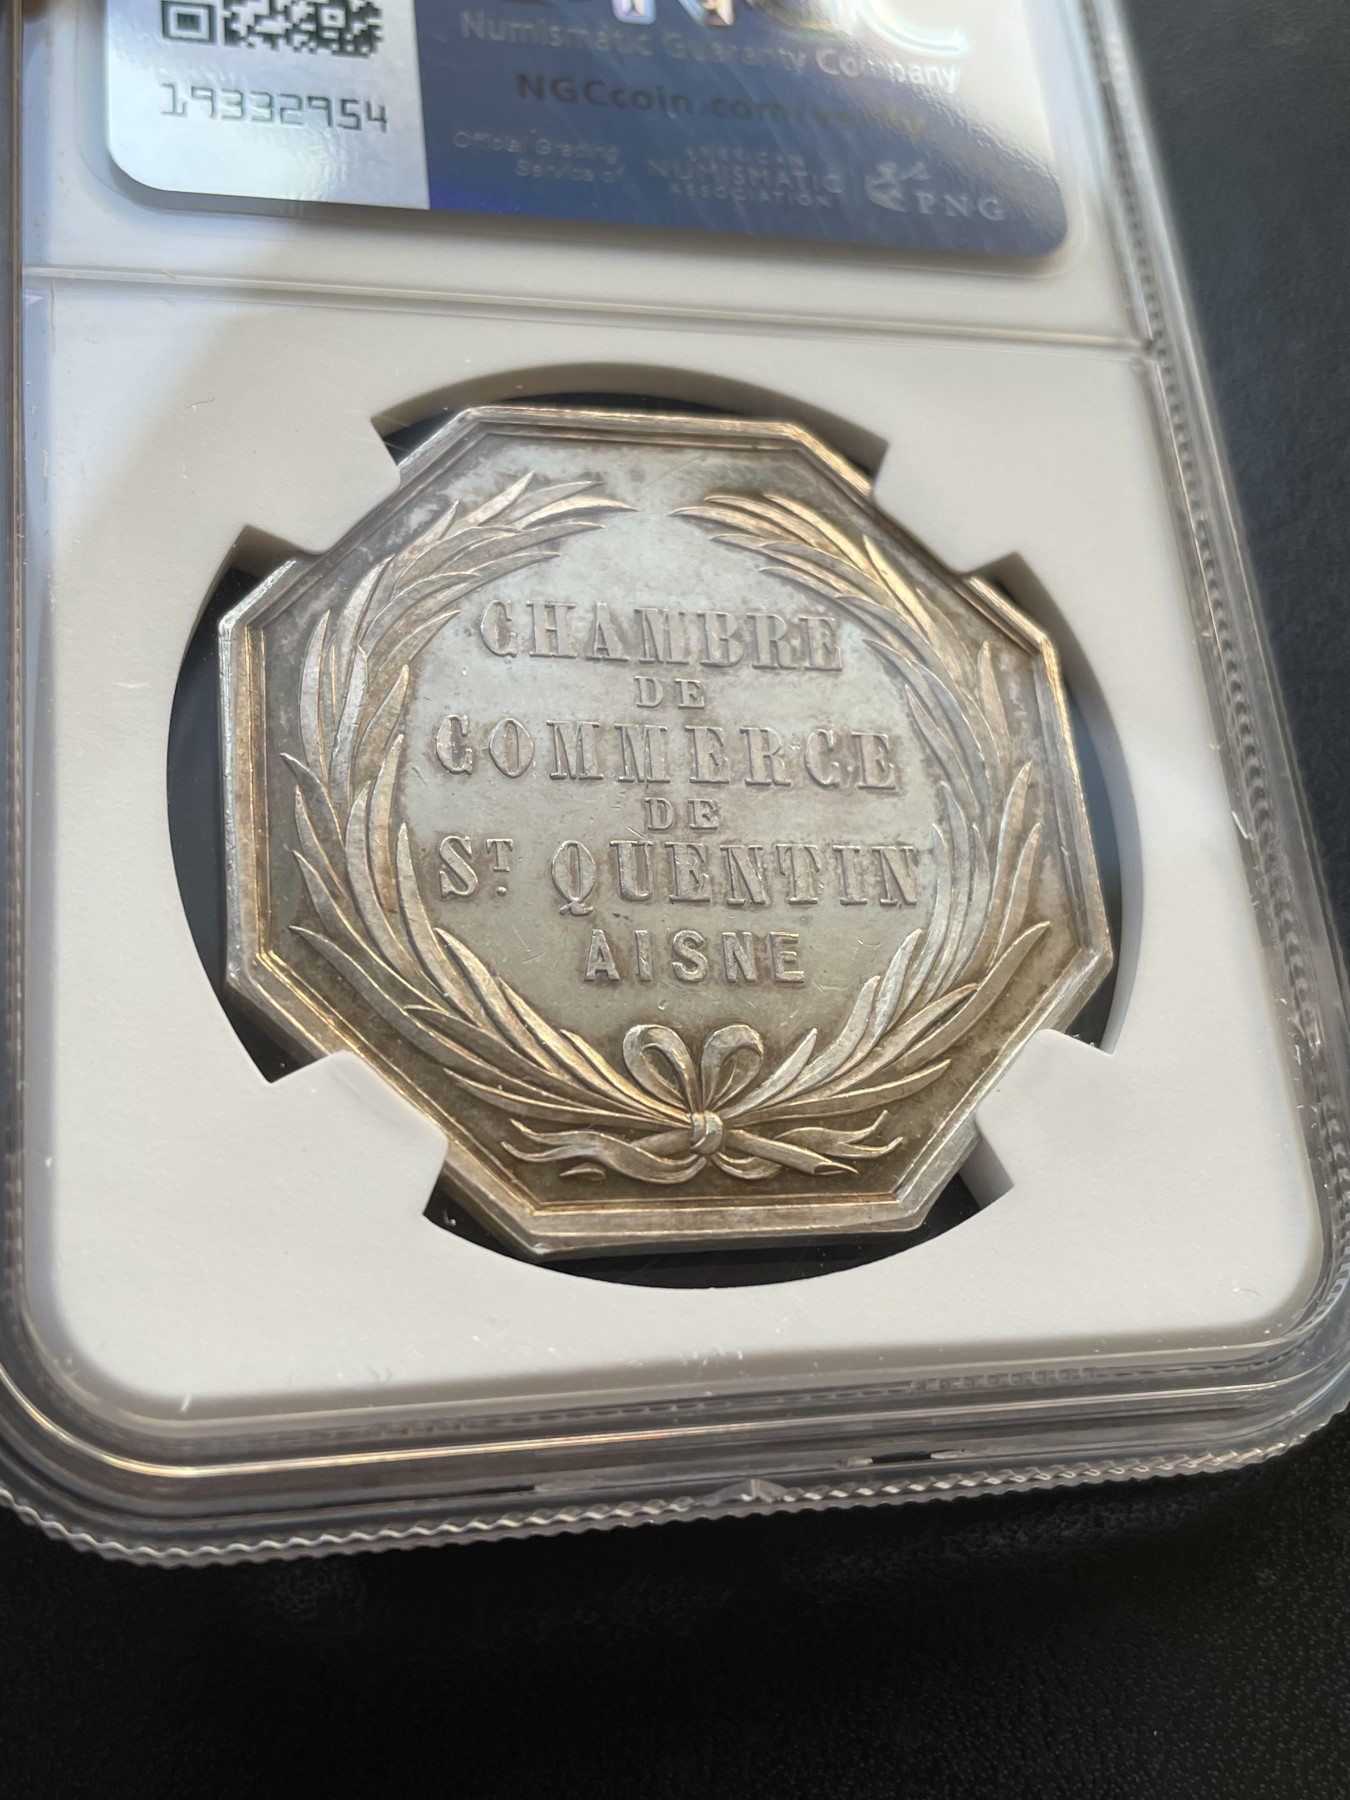 19332954
Numismatic Guaranty Company
NGCcoin.com/verify
Official Grading
Service of
AMERICAN
NUMISMATIC
ASSOCIATION
PNG
CHAMBRE
DE
COMMERCE
DE
ST. QUENTIN
AISNE